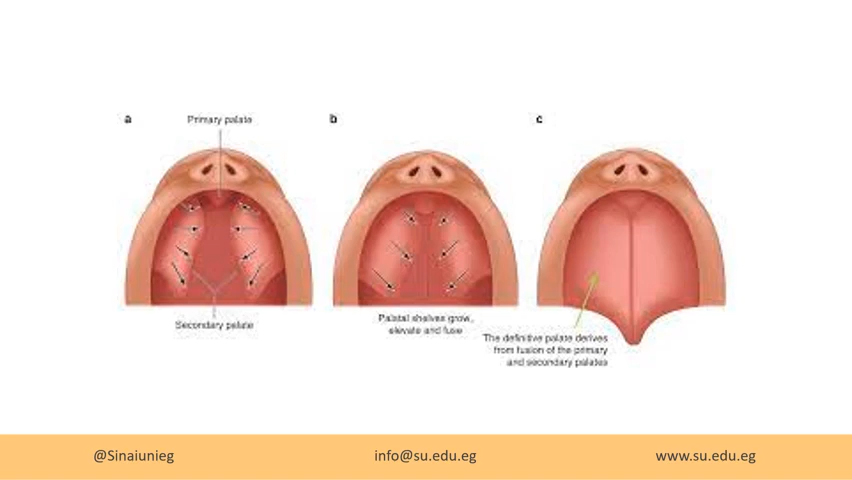 a
Primary palate
Secondary palate
b
Palatal shelves grow,
elevate and fuse
c
The definitive palate derives
from fusion of the primary
and secondary palates
@Sinaiunieg
info@su.edu.eg
www.su.edu.eg